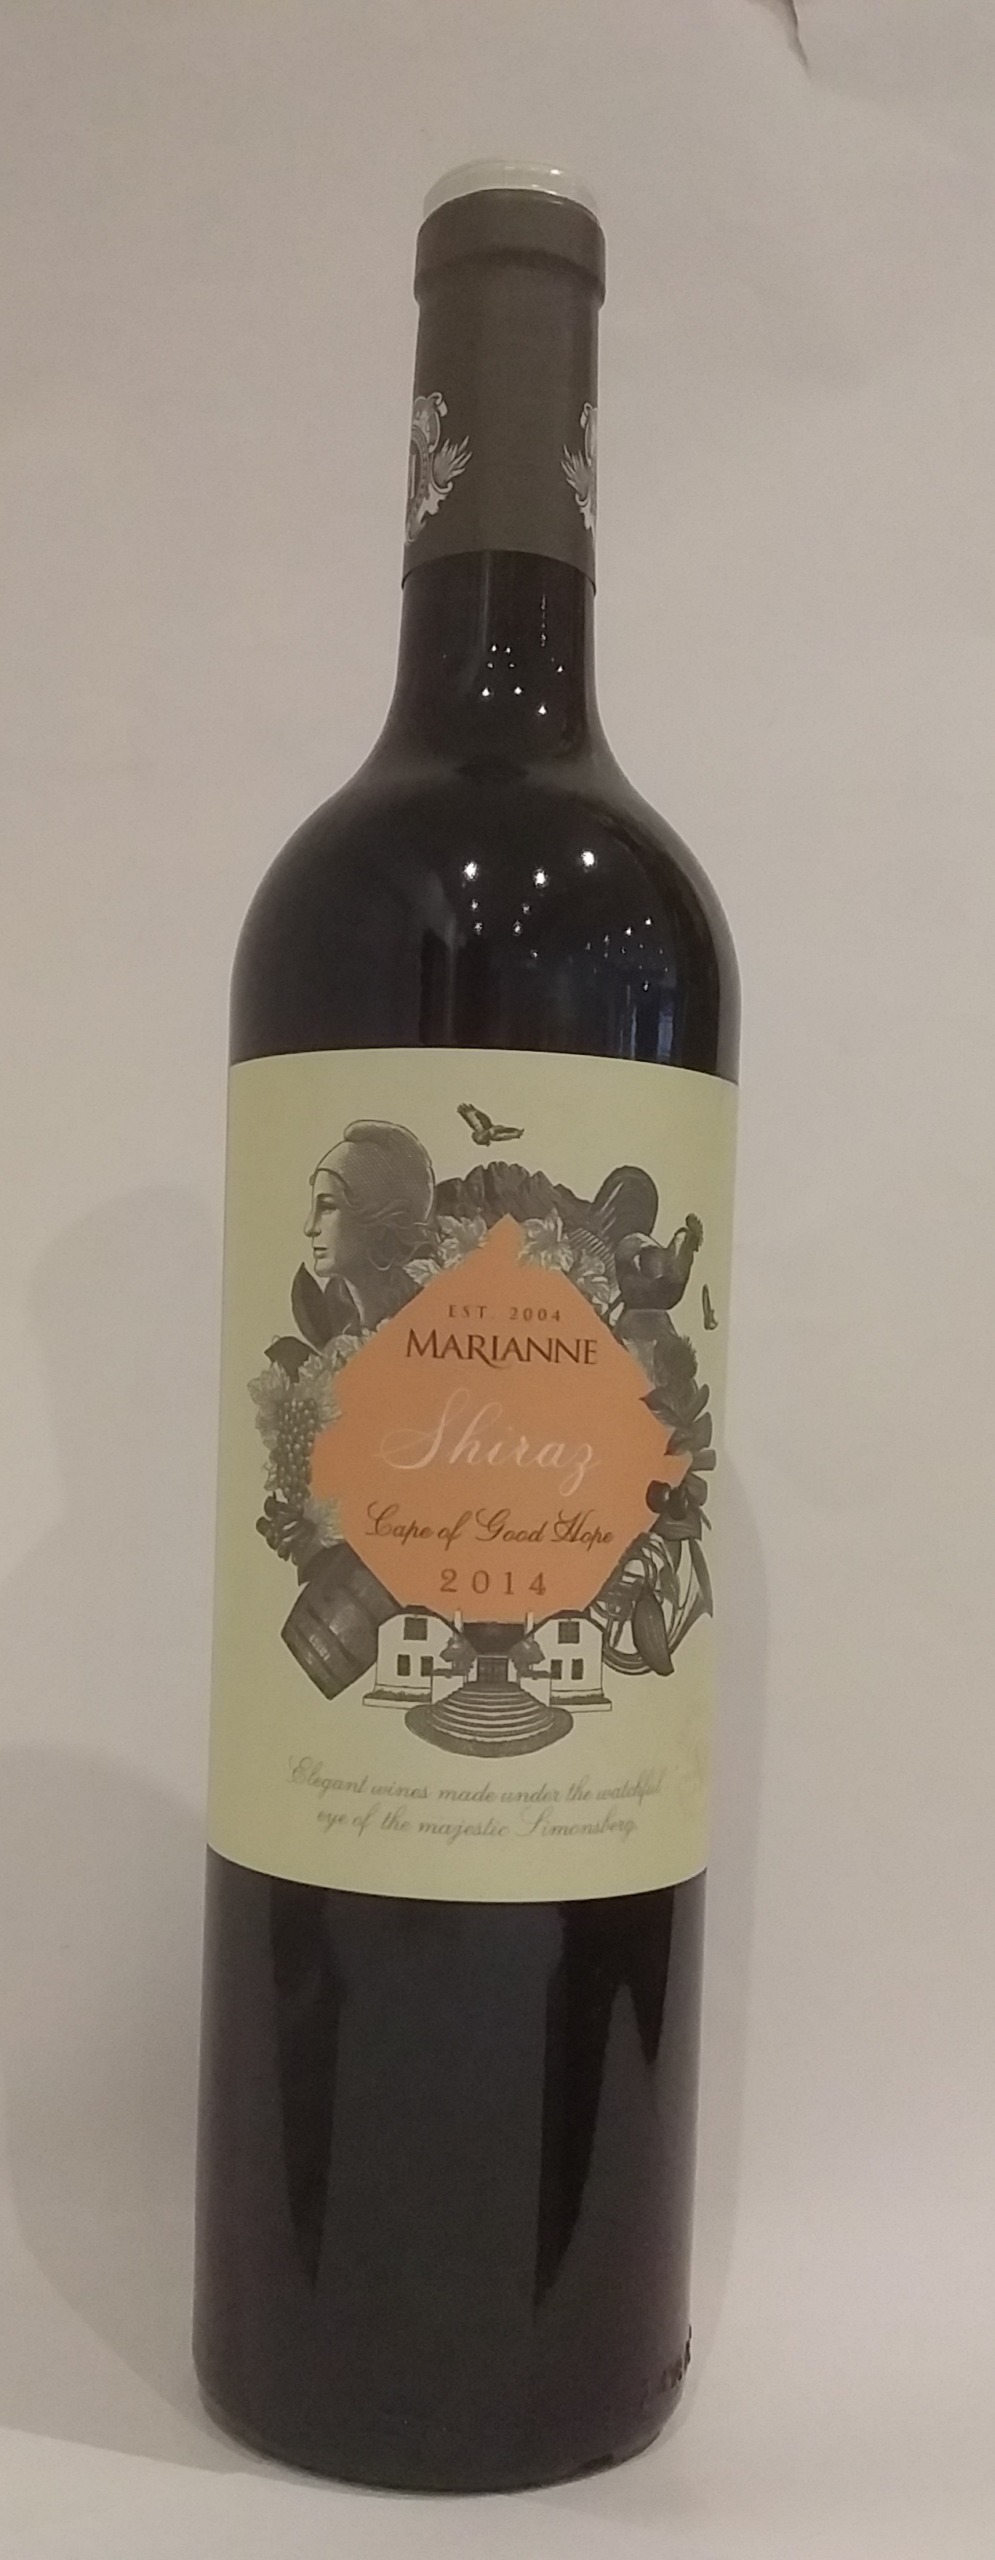 EST. 2004
MARIANNE
Shiraz
Cape of Good Hope
2014
Elegant wines made under the watchful
eye of the majestic Simonsberg.